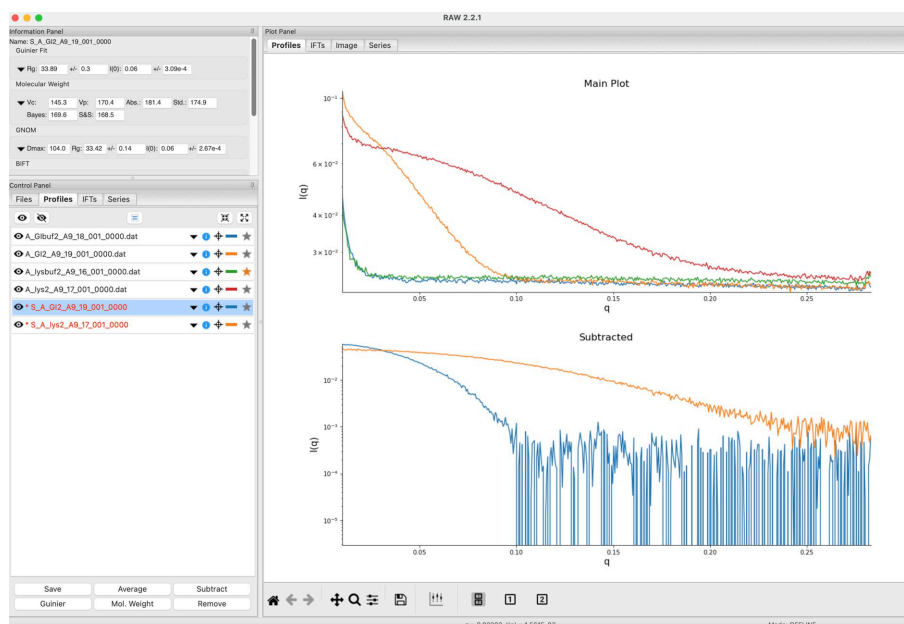 RAW 2.2.1
Information Panel
Name: S_A_GI2_A9_19_001_0000
Guinier Fit
Rg: 33.89 +/- 0.3 I(0): 0.06 +/- 3.09e-4
Molecular Weight
Vc: 145.3 Vp: 170.4 Abs.: 181.4 Std.: 174.9
Bayes: 169.6 S&S: 168.5
GNOM
Dmax: 104.0 Rg: 33.42 +/- 0.14 I(0): 0.06 +/- 2.67e-4
BIFT
Control Panel
Files Profiles IFTs Series
A_GIbuf2_A9_18_001_0000.dat
A_GI2_A9_19_001_0000.dat
A_lysbuf2_A9_16_001_0000.dat
A_lys2_A9_17_001_0000.dat
* S_A_GI2_A9_19_001_0000
* S_A_lys2_A9_17_001_0000
Save Average Subtract
Guinier Mol. Weight Remove
Plot Panel
Profiles IFTs Image Series
Main Plot
10⁻¹
6 × 10⁻²
I(q)
4 × 10⁻²
3 × 10⁻²
0.05 0.10 0.15 0.20 0.25
q
Subtracted
10⁻²
10⁻³
I(q)
10⁻⁴
10⁻⁵
0.05 0.10 0.15 0.20 0.25
q
1 2